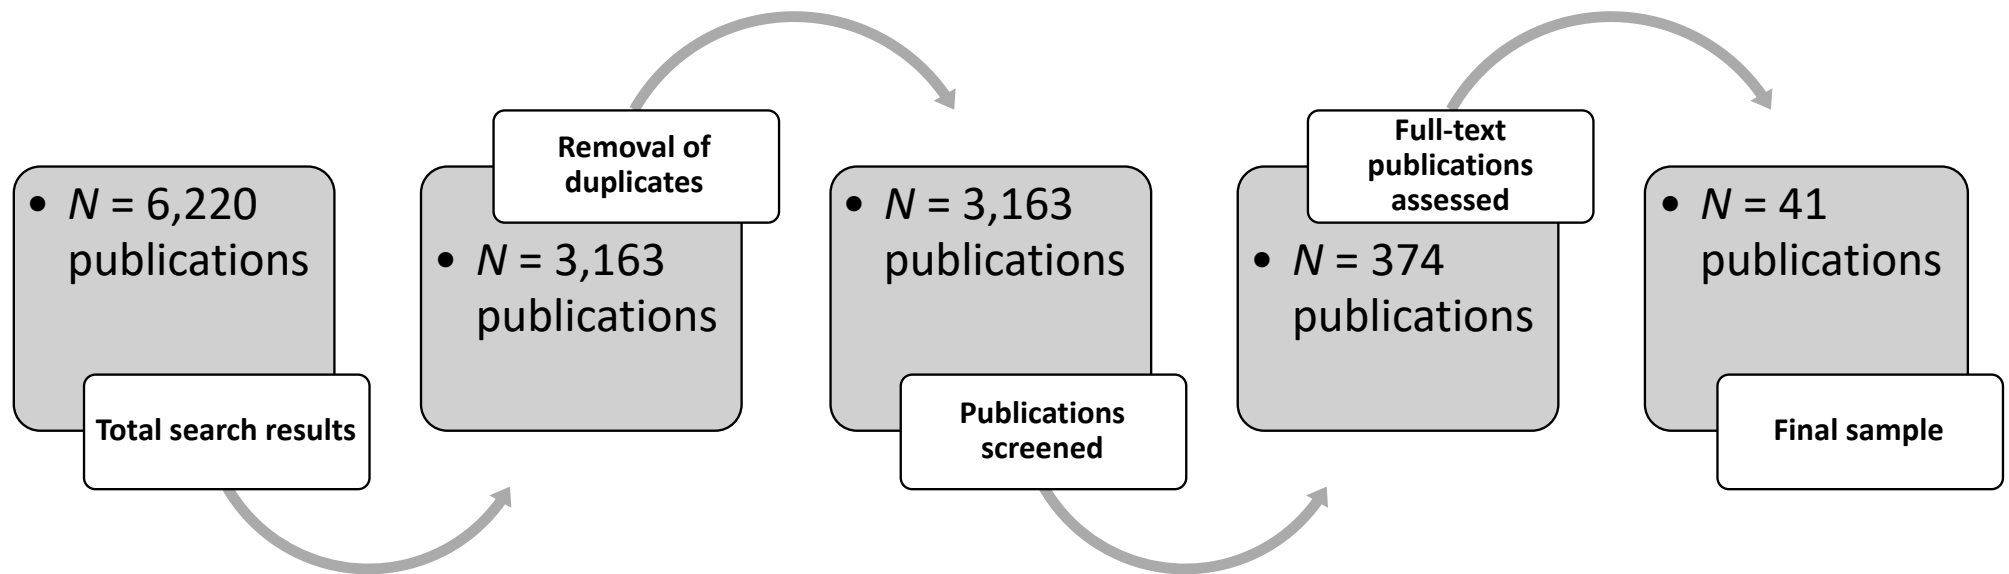 • N = 6,220
publications
Total search results
Removal of
duplicates
• N = 3,163
publications
• N = 3,163
publications
Publications
screened
Full-text
publications
assessed
• N = 374
publications
• N = 41
publications
Final sample